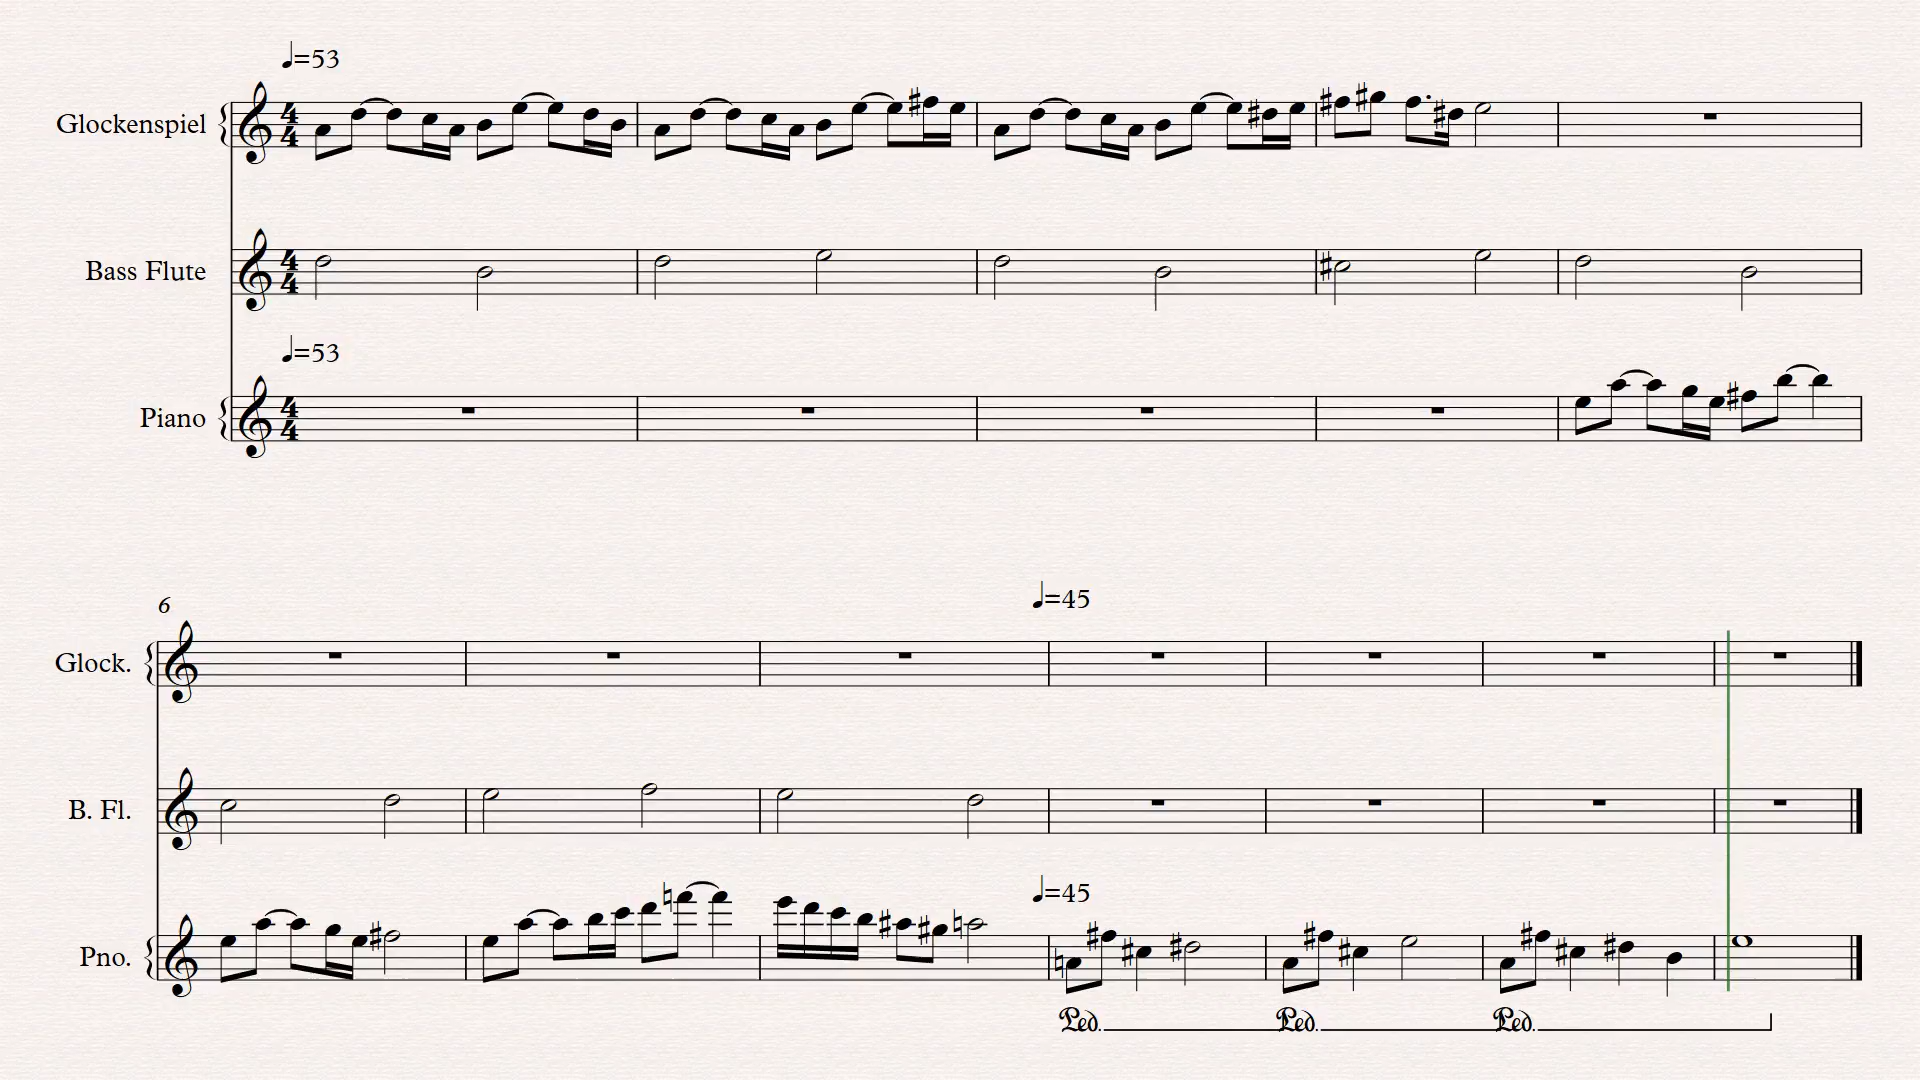 ♩=53
Glockenspiel
4/4
Bass Flute
4/4
♩=53
Piano
4/4
6
♩=45
Glock.
B. Fl.
♩=45
Pno.
Ped. Ped. Ped.